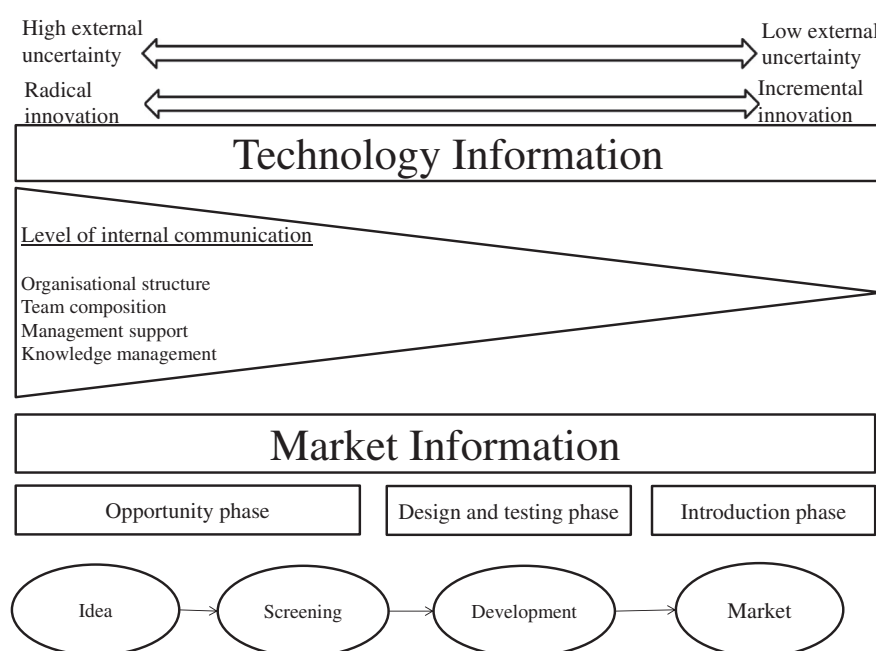 High external
uncertainty
Low external
uncertainty
Radical
innovation
Incremental
innovation
Technology Information
Level of internal communication
Organisational structure
Team composition
Management support
Knowledge management
Market Information
Opportunity phase
Design and testing phase
Introduction phase
Idea
Screening
Development
Market